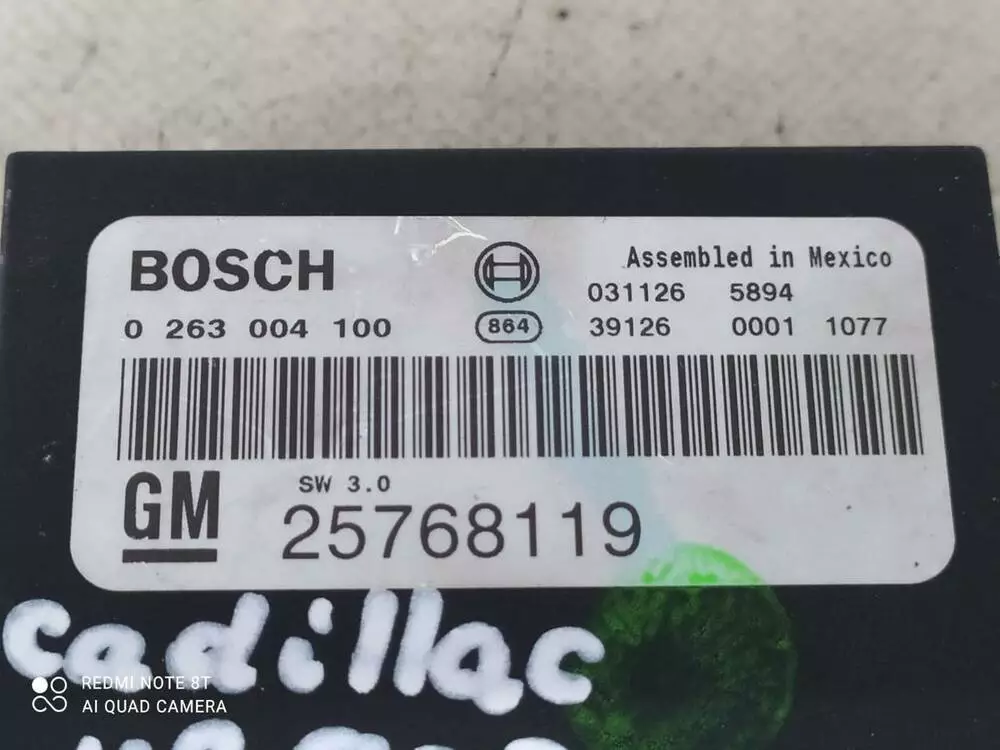 BOSCH
Assembled in Mexico
031126 5894
0 263 004 100
864
39126 0001 1077
GM
SW 3.0
25768119
Cadillac
REDMI NOTE 8T
AI QUAD CAMERA